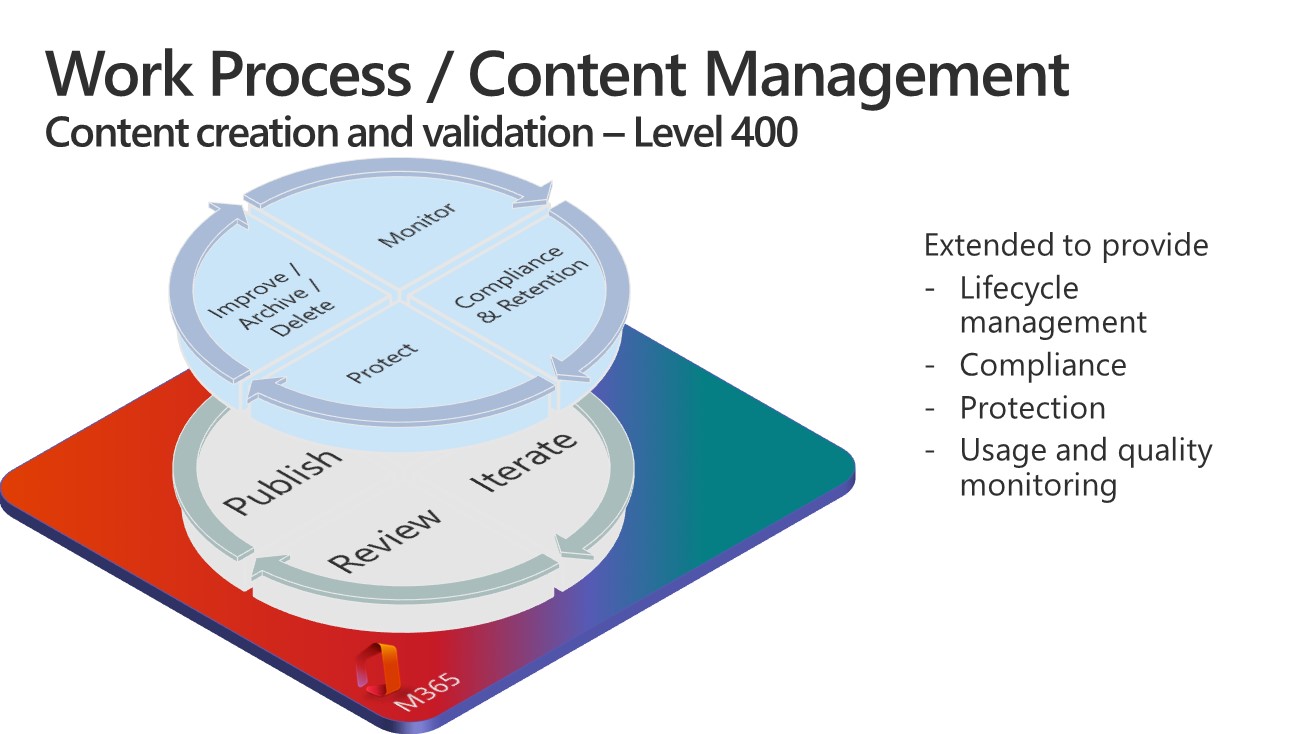 Work Process / Content Management
Content creation and validation – Level 400
Monitor
Compliance
& Retention
Improve /
Archive /
Delete
Protect
Publish
Iterate
Review
M365
Extended to provide
- Lifecycle
management
- Compliance
- Protection
- Usage and quality
monitoring